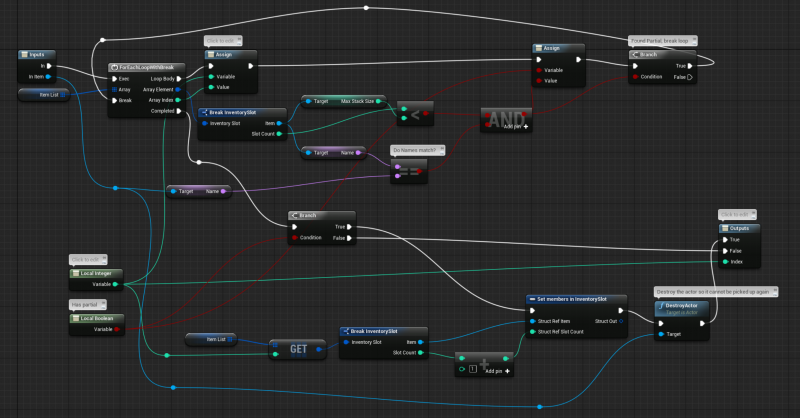 Inputs
In
In Item
Item List
ForEachLoopWithBreak
Exec
Array
Break
Loop Body
Array Element
Array Index
Completed
Click to edit
Assign
Variable
Value
Break InventorySlot
Inventory Slot
Item
Slot Count
Target
Max Stack Size
<
Target
Name
Do Names match?
==
AND
Add pin +
Assign
Variable
Value
Found Partial, break loop
Branch
Condition
True
False
Target
Name
Branch
Condition
True
False
Click to edit
Outputs
True
False
Index
Click to edit
Local Integer
Variable
Has partial
Local Boolean
Variable
Item List
GET
Break InventorySlot
Inventory Slot
Item
Slot Count
+
1
Add pin +
Set members in InventorySlot
Struct Ref Item
Struct Out
Struct Ref Slot Count
Destroy the actor so it cannot be picked up again
DestroyActor
Target is Actor
Target